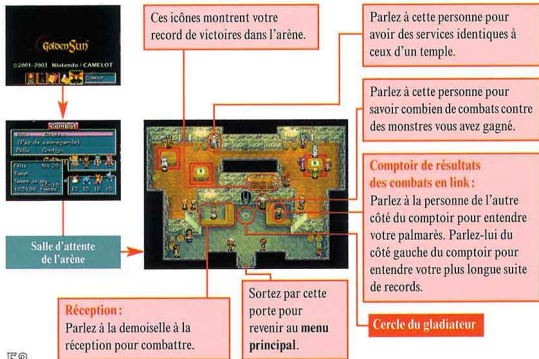 Ces icônes montrent votre
record de victoires dans l'arène.
Parlez à cette personne pour
avoir des services identiques à
ceux d'un temple.
Parlez à cette personne pour
savoir combien de combats contre
des monstres vous avez gagné.
Comptoir de résultats
des combats en link :
Parlez à la personne de l'autre
côté du comptoir pour entendre
votre palmarès. Parlez-lui du
côté gauche du comptoir pour
entendre votre plus longue suite
de records.
Cercle du gladiateur
Sortez par cette
porte pour
revenir au menu
principal.
Réception :
Parlez à la demoiselle à la
réception pour combattre.
Salle d'attente
de l'arène
Golden Sun
©2001-2003 Nintendo / CAMELOT
Combat
Combat
(Pas de sauvegarde)